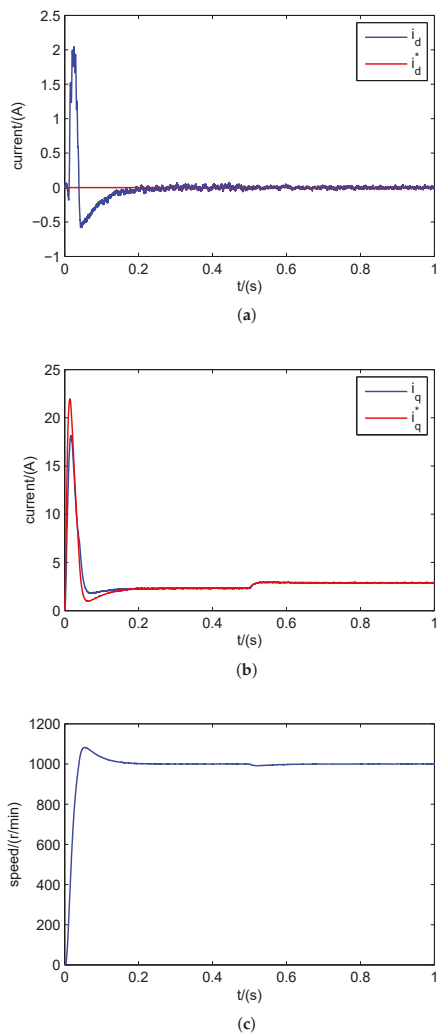 2.5
2
1.5
1
0.5
0
−0.5
−1
current/(A)
i_d
i_d^*
0 0.2 0.4 0.6 0.8 1
t/(s)
(a)
25
20
15
10
5
0
current/(A)
i_q
i_q^*
0 0.2 0.4 0.6 0.8 1
t/(s)
(b)
1200
1000
800
600
400
200
0
speed/(r/min)
0 0.2 0.4 0.6 0.8 1
t/(s)
(c)